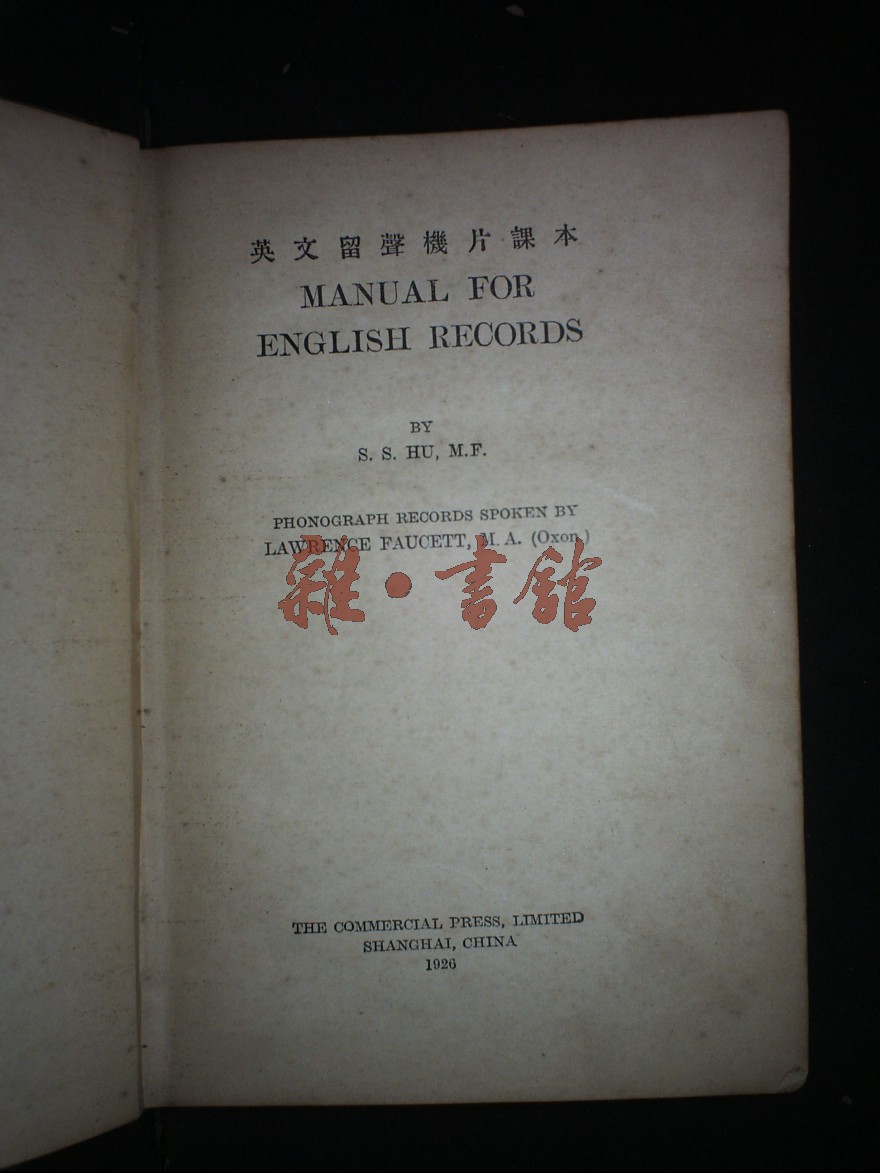 英文留聲機片課本
MANUAL FOR
ENGLISH RECORDS
BY
S. S. HU, M.F.
PHONOGRAPH RECORDS SPOKEN BY
LAWRENCE FAUCETT, M. A. (Oxon.)
雜·書館
THE COMMERCIAL PRESS, LIMITED
SHANGHAI, CHINA
1926